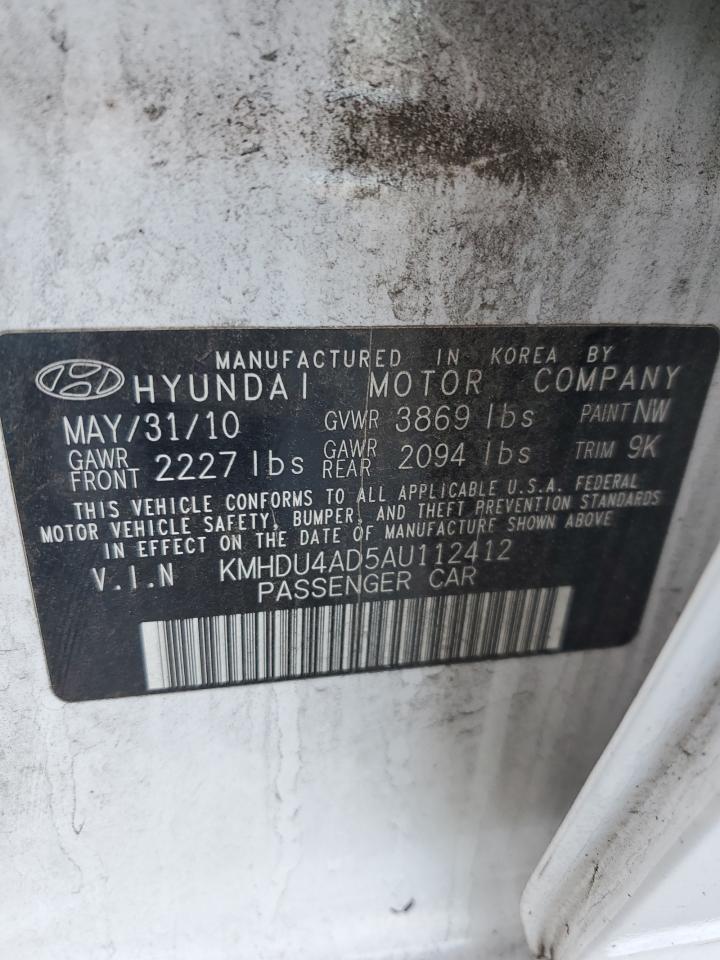 MANUFACTURED IN KOREA BY
HYUNDAI MOTOR COMPANY
MAY/31/10 GVWR 3869 lbs PAINT NW
GAWR FRONT 2227 lbs GAWR REAR 2094 lbs TRIM 9K
THIS VEHICLE CONFORMS TO ALL APPLICABLE U.S.A. FEDERAL
MOTOR VEHICLE SAFETY, BUMPER, AND THEFT PREVENTION STANDARDS
IN EFFECT ON THE DATE OF MANUFACTURE SHOWN ABOVE
V.I.N KMHDU4AD5AU112412
PASSENGER CAR